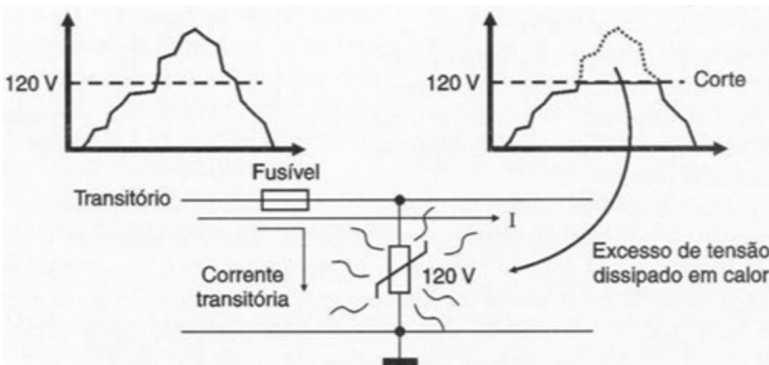 120 V
120 V
Corte
Fusível
Transitório
I
Corrente
transitória
120 V
Excesso de tensão
dissipado em calor